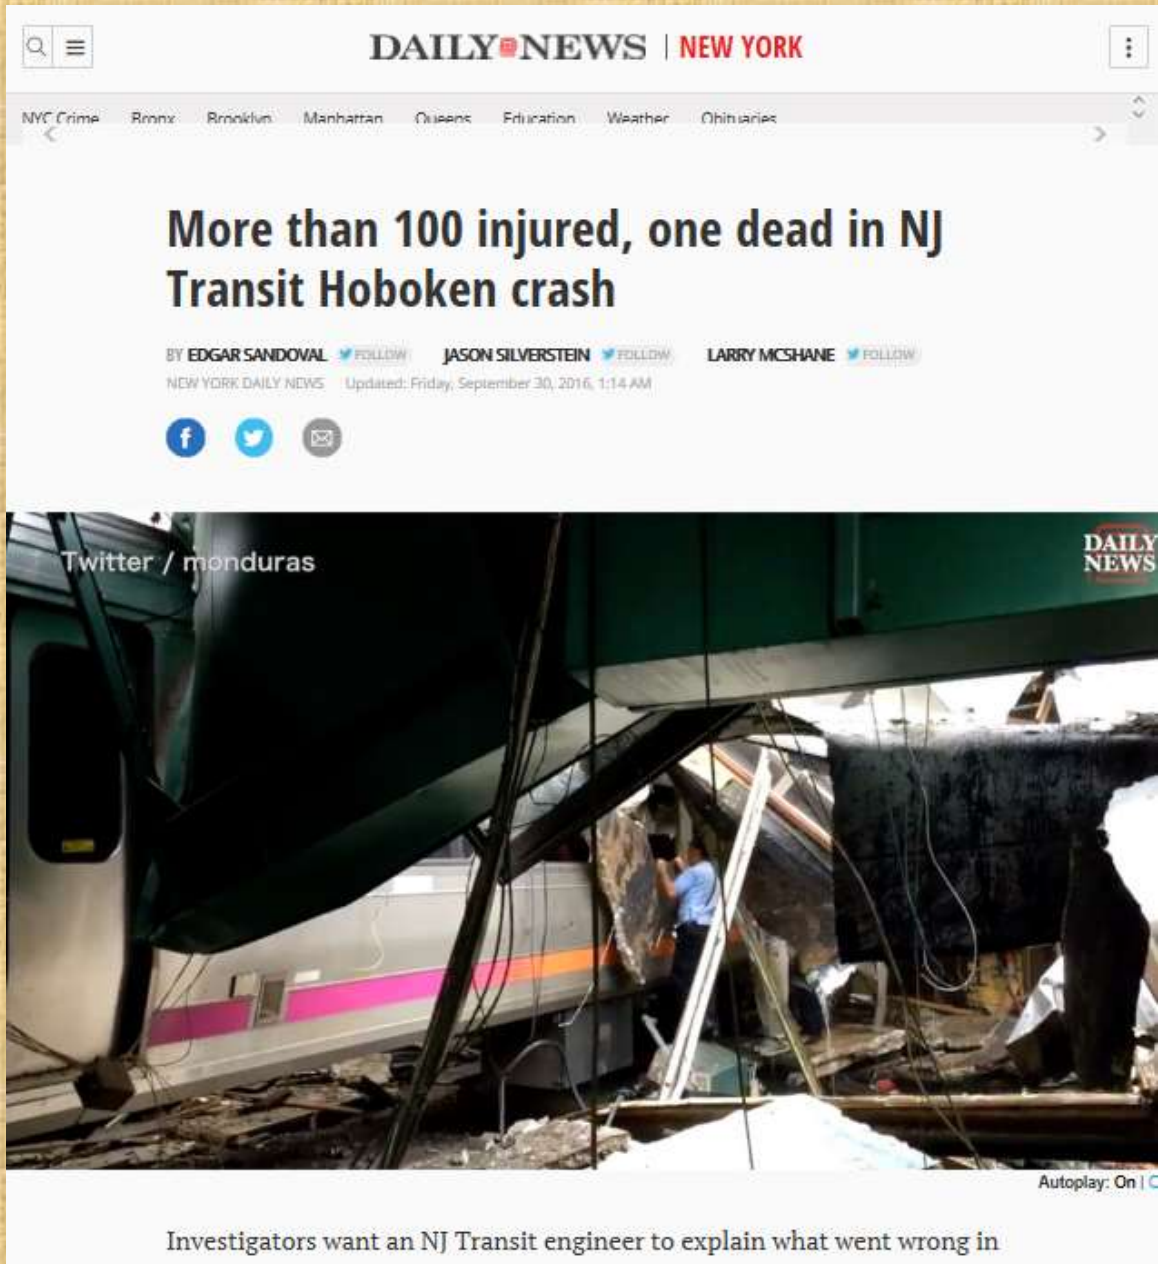 DAILY NEWS | NEW YORK
NYC Crime Bronx Brooklyn Manhattan Queens Education Weather Obituaries
More than 100 injured, one dead in NJ
Transit Hoboken crash
BY EDGAR SANDOVAL FOLLOW JASON SILVERSTEIN FOLLOW LARRY MCSHANE FOLLOW
NEW YORK DAILY NEWS Updated: Friday, September 30, 2016, 1:14 AM
Twitter / monduras
DAILY
NEWS
Autoplay: On |
Investigators want an NJ Transit engineer to explain what went wrong in